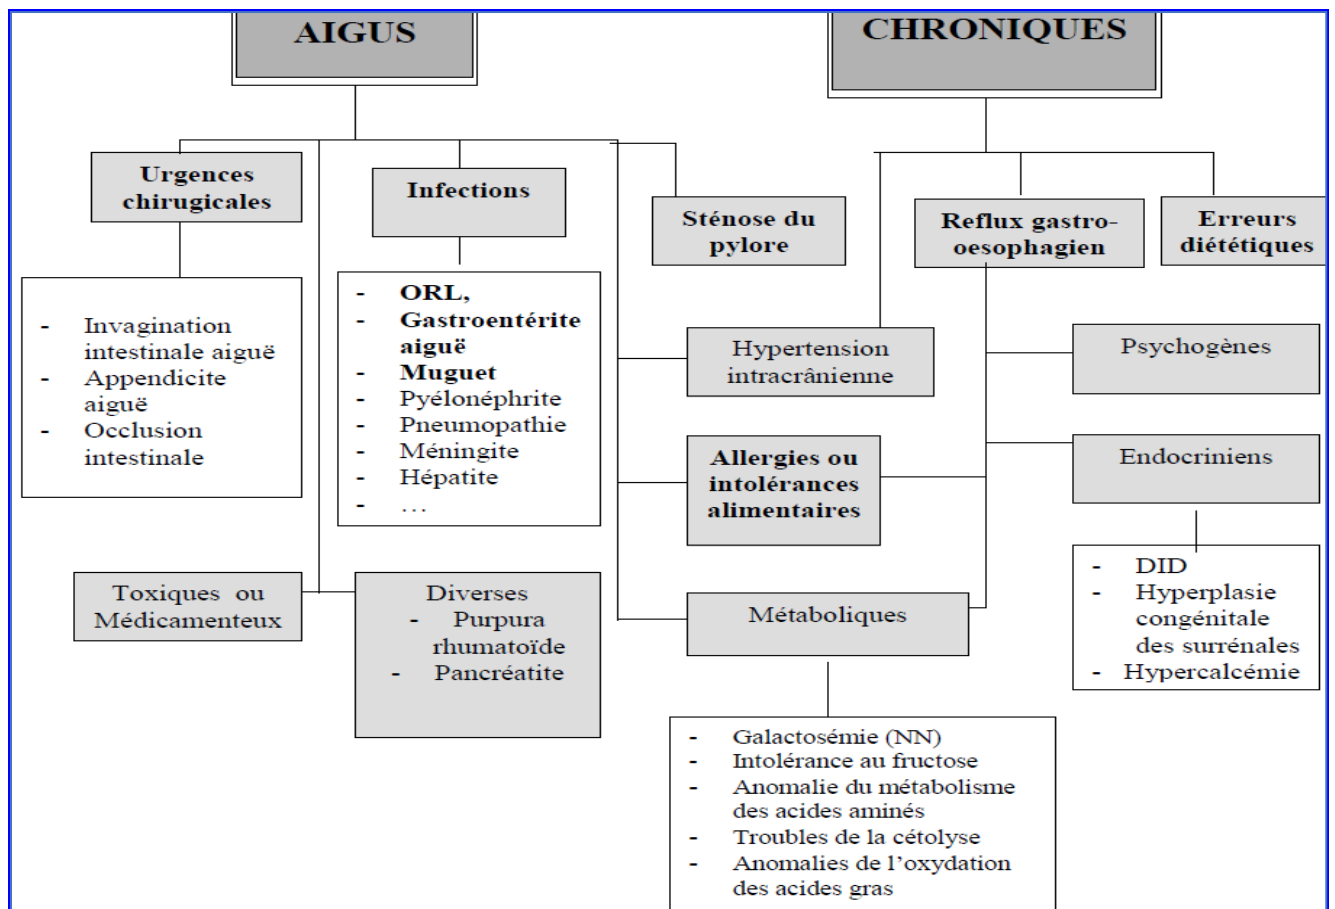 AIGUS
CHRONIQUES
Urgences
chirugicales
Infections
Sténose du
pylore
Reflux gastro-
oesophagien
Erreurs
diététiques
- Invagination
intestinale aiguë
- Appendicite
aiguë
- Occlusion
intestinale
- ORL,
- Gastroentérite
aiguë
- Muguet
- Pyélonéphrite
- Pneumopathie
- Méningite
- Hépatite
- …
Hypertension
intracrânienne
Psychogènes
Allergies ou
intolérances
alimentaires
Endocriniens
- DID
- Hyperplasie
congénitale
des surrénales
- Hypercalcémie
Toxiques ou
Médicamenteux
Diverses
- Purpura
rhumatoïde
- Pancréatite
Métaboliques
- Galactosémie (NN)
- Intolérance au fructose
- Anomalie du métabolisme
des acides aminés
- Troubles de la cétolyse
- Anomalies de l’oxydation
des acides gras